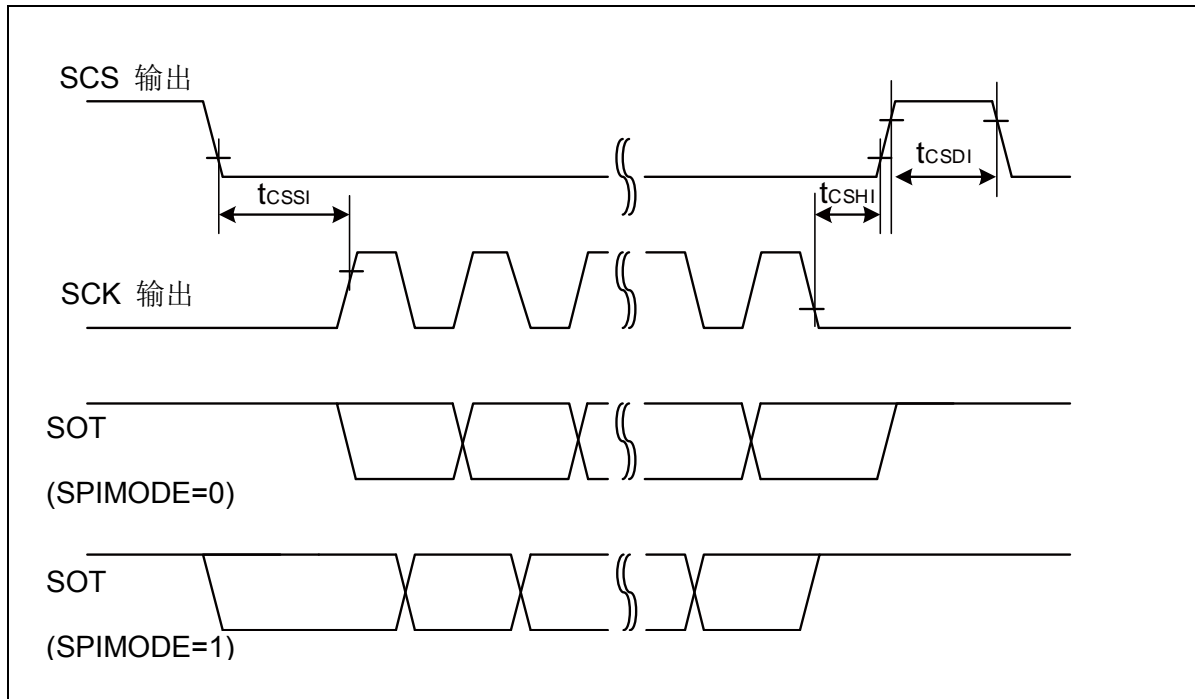 SCS 输出
tCSSI
tCSHI
tCSDI
SCK 输出
SOT
(SPIMODE=0)
SOT
(SPIMODE=1)